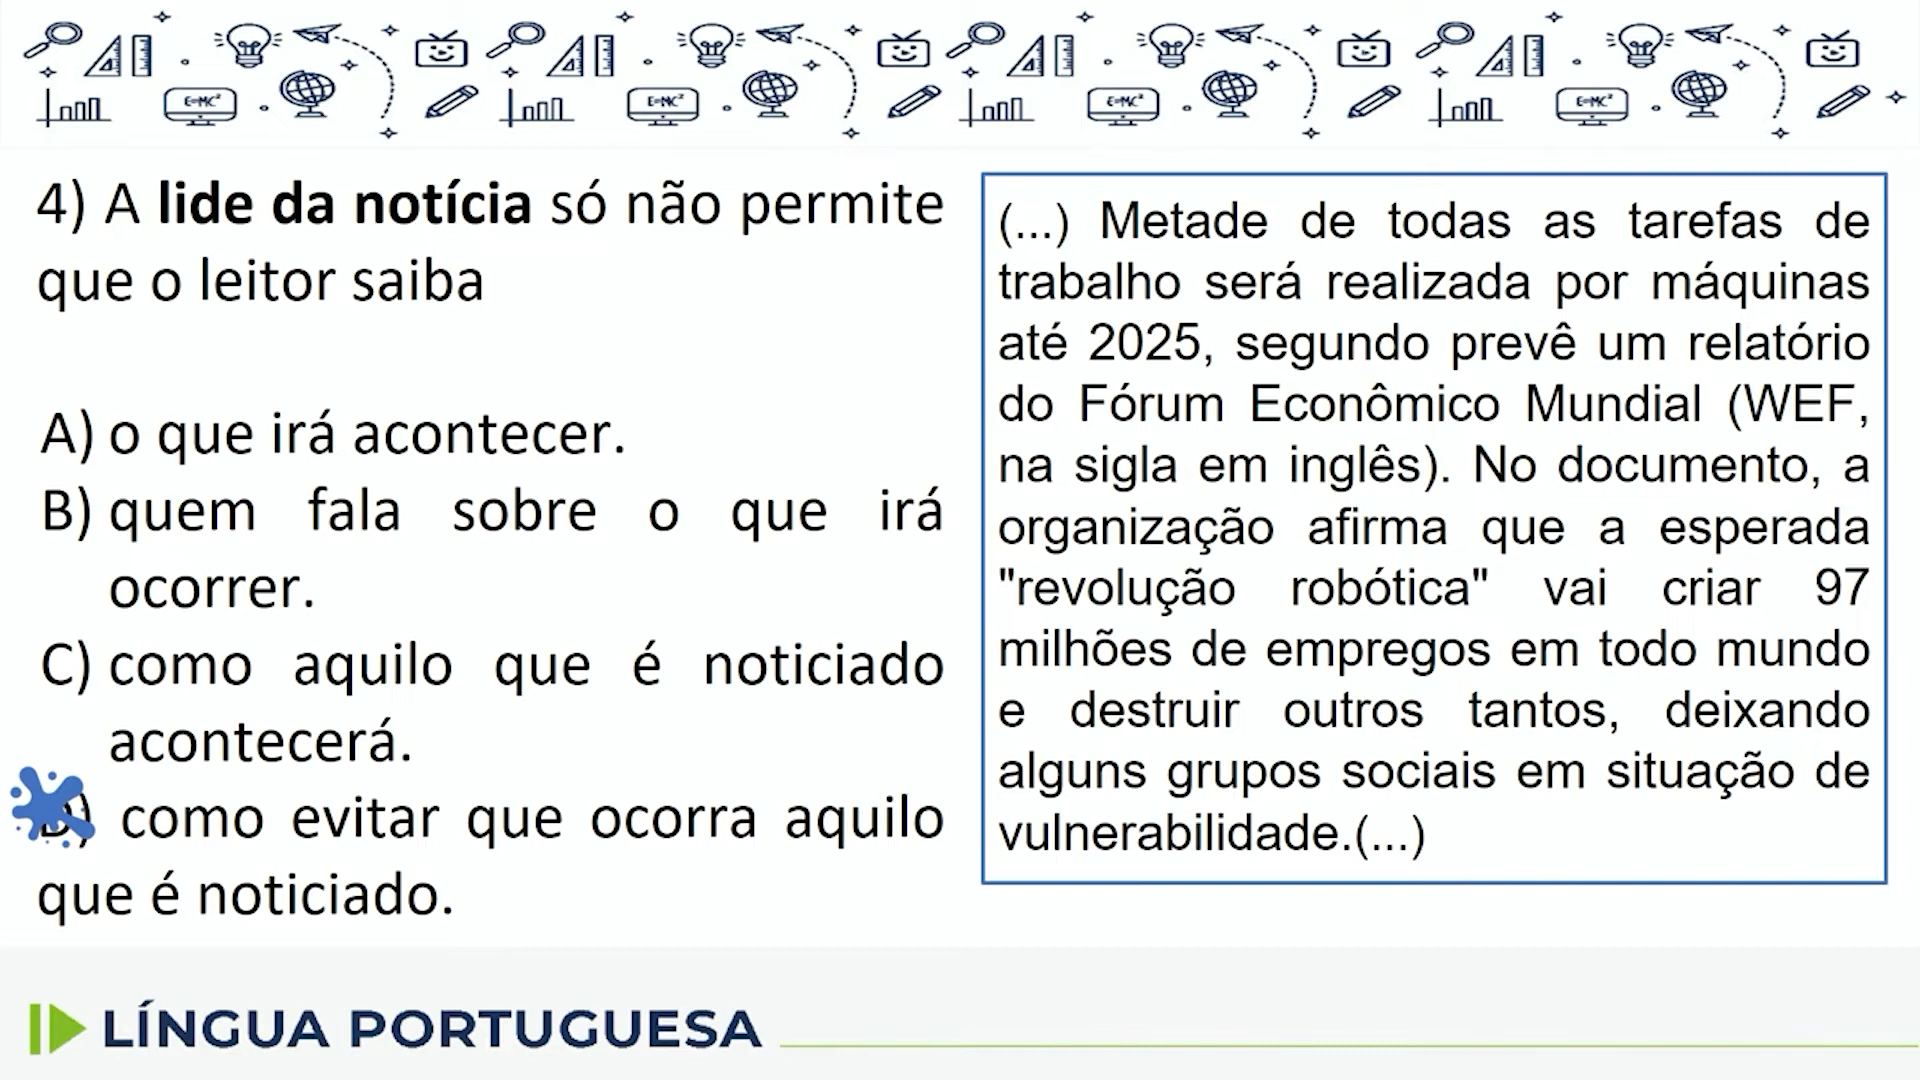 E=MC² E=MC² E=MC² E=MC²
4) A lide da notícia só não permite
que o leitor saiba
A) o que irá acontecer.
B) quem fala sobre o que irá
ocorrer.
C) como aquilo que é noticiado
acontecerá.
D) como evitar que ocorra aquilo
que é noticiado.
(...) Metade de todas as tarefas de
trabalho será realizada por máquinas
até 2025, segundo prevê um relatório
do Fórum Econômico Mundial (WEF,
na sigla em inglês). No documento, a
organização afirma que a esperada
"revolução robótica" vai criar 97
milhões de empregos em todo mundo
e destruir outros tantos, deixando
alguns grupos sociais em situação de
vulnerabilidade.(...)
LÍNGUA PORTUGUESA